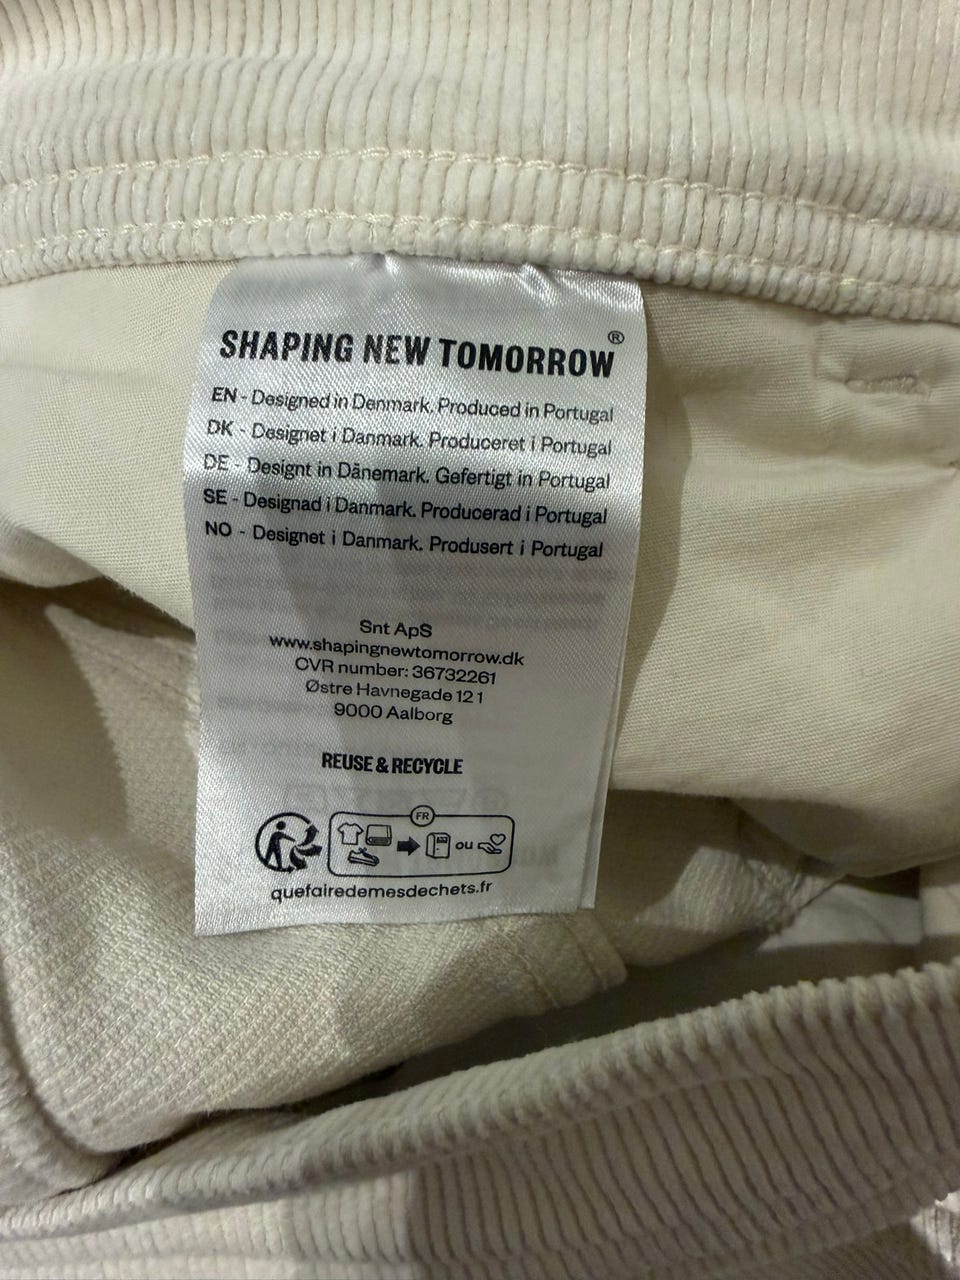 SHAPING NEW TOMORROW®
EN - Designed in Denmark. Produced in Portugal
DK - Designet i Danmark. Produceret i Portugal
DE - Designt in Dänemark. Gefertigt in Portugal
SE - Designad i Danmark. Producerad i Portugal
NO - Designet i Danmark. Produsert i Portugal
Snt ApS
www.shapingnewtomorrow.dk
CVR number: 36732261
Østre Havnegade 12 1
9000 Aalborg
REUSE & RECYCLE
FR
ou
quefairedemesdechets.fr